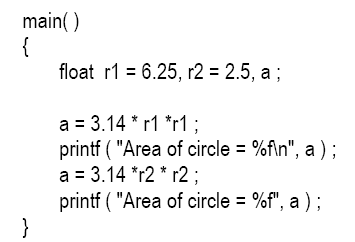 main( )
{
float r1 = 6.25, r2 = 2.5, a ;
a = 3.14 * r1 *r1 ;
printf ( "Area of circle = %f\n", a ) ;
a = 3.14 *r2 * r2 ;
printf ( "Area of circle = %f", a ) ;
}